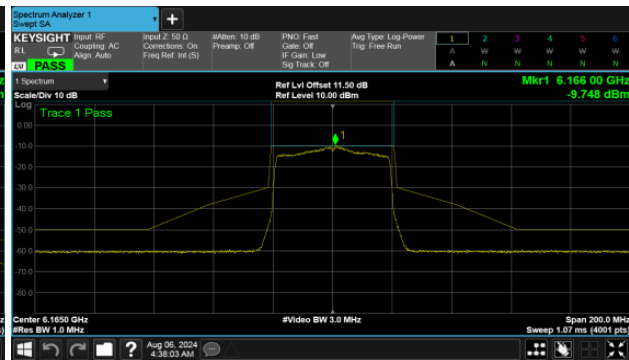 Spectrum Analyzer 1
Swept SA
+
KEYSIGHT Input: RF Input Z: 50 Ω #Atten: 10 dB PNO: Fast Avg Type: Log-Power 1 2 3 4 5 6
RL Coupling: AC Corrections: On Preamp: Off Gate: Off Trig: Free Run A W W W W W
Align: Auto Freq Ref: Int (S) IF Gain: Low
LXI PASS Sig Track: Off A N N N N N
1 Spectrum Ref Lvl Offset 11.50 dB Mkr1 6.166 00 GHz
Scale/Div 10 dB Ref Level 10.00 dBm -9.748 dBm
Log
Trace 1 Pass
0.00
1
-10.0
-20.0
-30.0
-40.0
-50.0
-60.0
-70.0
-80.0
Center 6.1650 GHz #Video BW 3.0 MHz Span 200.0 MHz
#Res BW 1.0 MHz Sweep 1.07 ms (4001 pts)
? Aug 06, 2024
4:38:03 AM